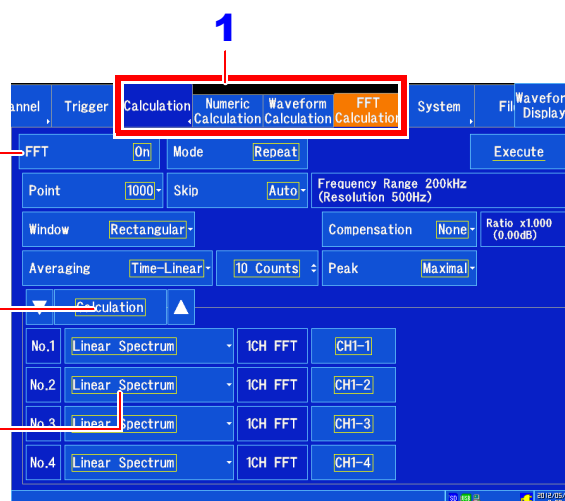 1
Trigger
Calculation
Numeric Calculation
Waveform Calculation
FFT Calculation
System
Display
FFT
On
Mode
Repeat
Execute
Point
1000
Skip
Auto
Frequency Range 200kHz
(Resolution 500Hz)
Window
Rectangular
Compensation
None
Ratio x1.000
(0.00dB)
Averaging
Time-Linear
10 Counts
Peak
Maximal
Calculation
No.1
Linear Spectrum
1CH FFT
CH1-1
No.2
Linear Spectrum
1CH FFT
CH1-2
No.3
Linear Spectrum
1CH FFT
CH1-3
No.4
Linear Spectrum
1CH FFT
CH1-4
SD